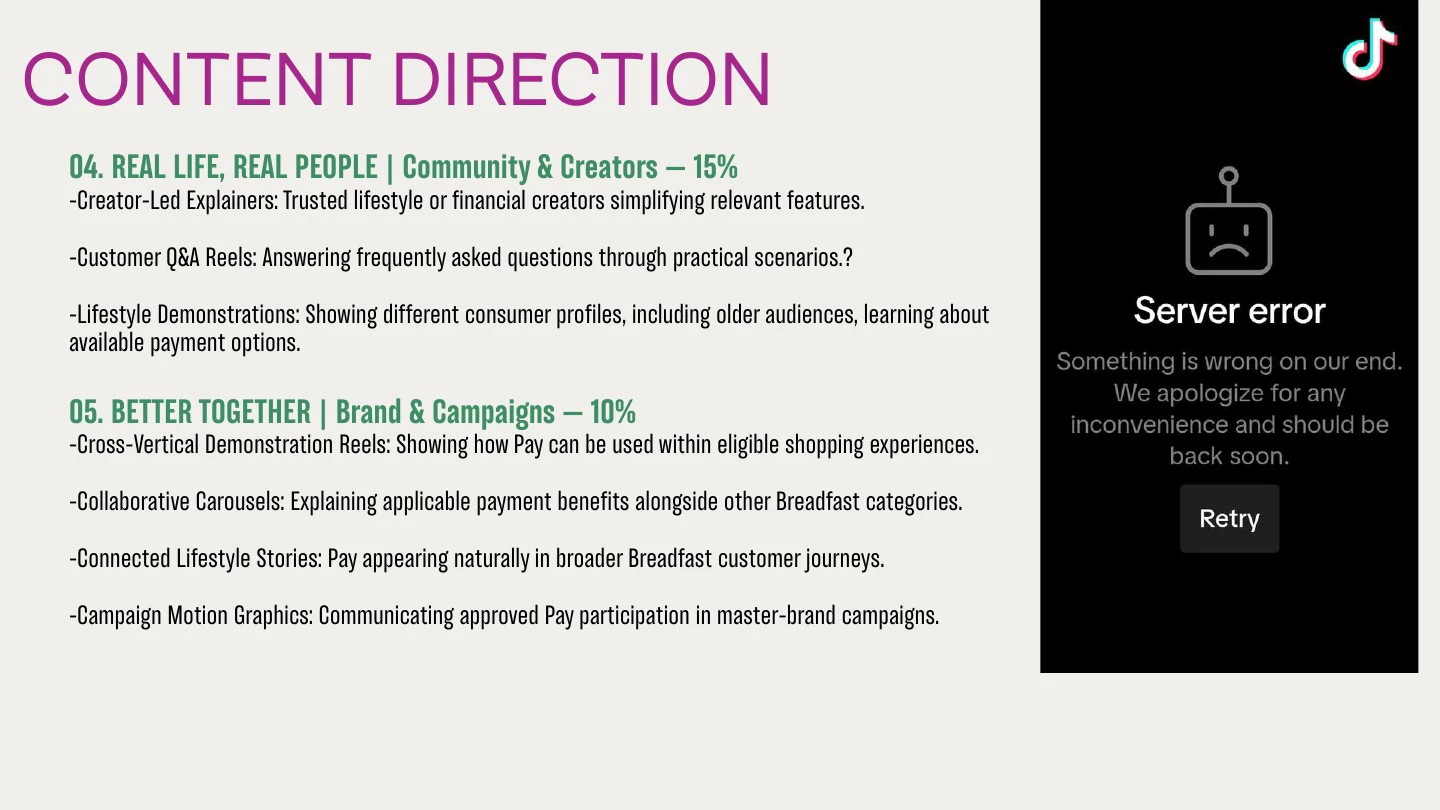 CONTENT DIRECTION
04. REAL LIFE, REAL PEOPLE | Community & Creators — 15%
-Creator-Led Explainers: Trusted lifestyle or financial creators simplifying relevant features.
-Customer Q&A Reels: Answering frequently asked questions through practical scenarios.?
-Lifestyle Demonstrations: Showing different consumer profiles, including older audiences, learning about
available payment options.
05. BETTER TOGETHER | Brand & Campaigns — 10%
-Cross-Vertical Demonstration Reels: Showing how Pay can be used within eligible shopping experiences.
-Collaborative Carousels: Explaining applicable payment benefits alongside other Breadfast categories.
-Connected Lifestyle Stories: Pay appearing naturally in broader Breadfast customer journeys.
-Campaign Motion Graphics: Communicating approved Pay participation in master-brand campaigns.
Server error
Something is wrong on our end.
We apologize for any
inconvenience and should be
back soon.
Retry